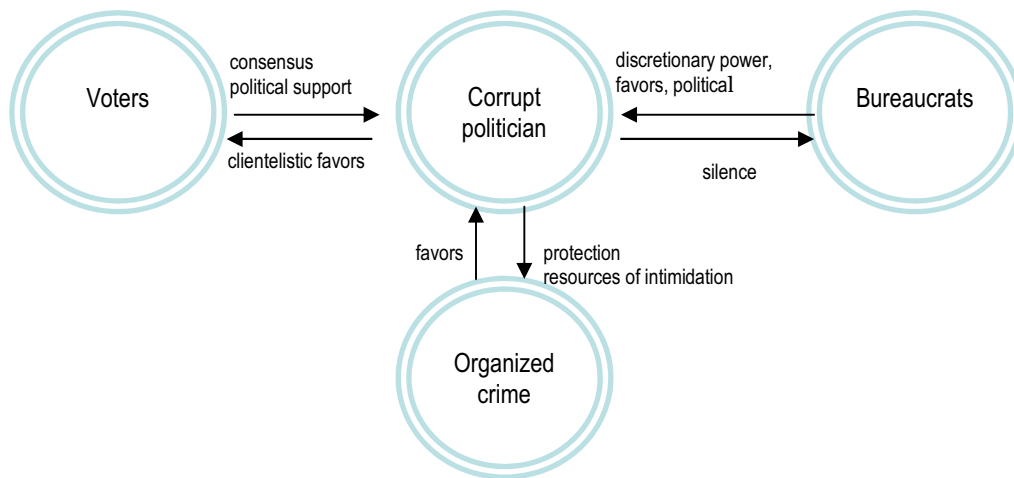 Voters
consensus
political support
clientelistic favors
Corrupt
politician
discretionary power,
favors, political
silence
Bureaucrats
favors
protection
resources of intimidation
Organized
crime